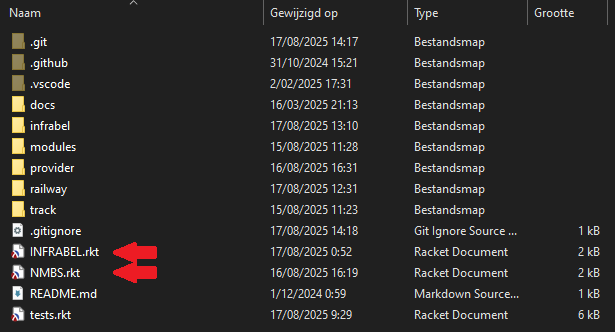 Naam Gewijzigd op Type Grootte
.git 17/08/2025 14:17 Bestandsmap
.github 31/10/2024 15:21 Bestandsmap
.vscode 2/02/2025 17:31 Bestandsmap
docs 16/03/2025 21:13 Bestandsmap
infrabel 17/08/2025 13:10 Bestandsmap
modules 15/08/2025 11:28 Bestandsmap
provider 16/08/2025 16:31 Bestandsmap
railway 17/08/2025 12:31 Bestandsmap
track 15/08/2025 11:23 Bestandsmap
.gitignore 17/08/2025 14:18 Git Ignore Source ... 1 kB
INFRABEL.rkt 17/08/2025 0:52 Racket Document 2 kB
NMBS.rkt 16/08/2025 16:19 Racket Document 2 kB
README.md 1/12/2024 0:59 Markdown Source... 1 kB
tests.rkt 17/08/2025 9:29 Racket Document 6 kB